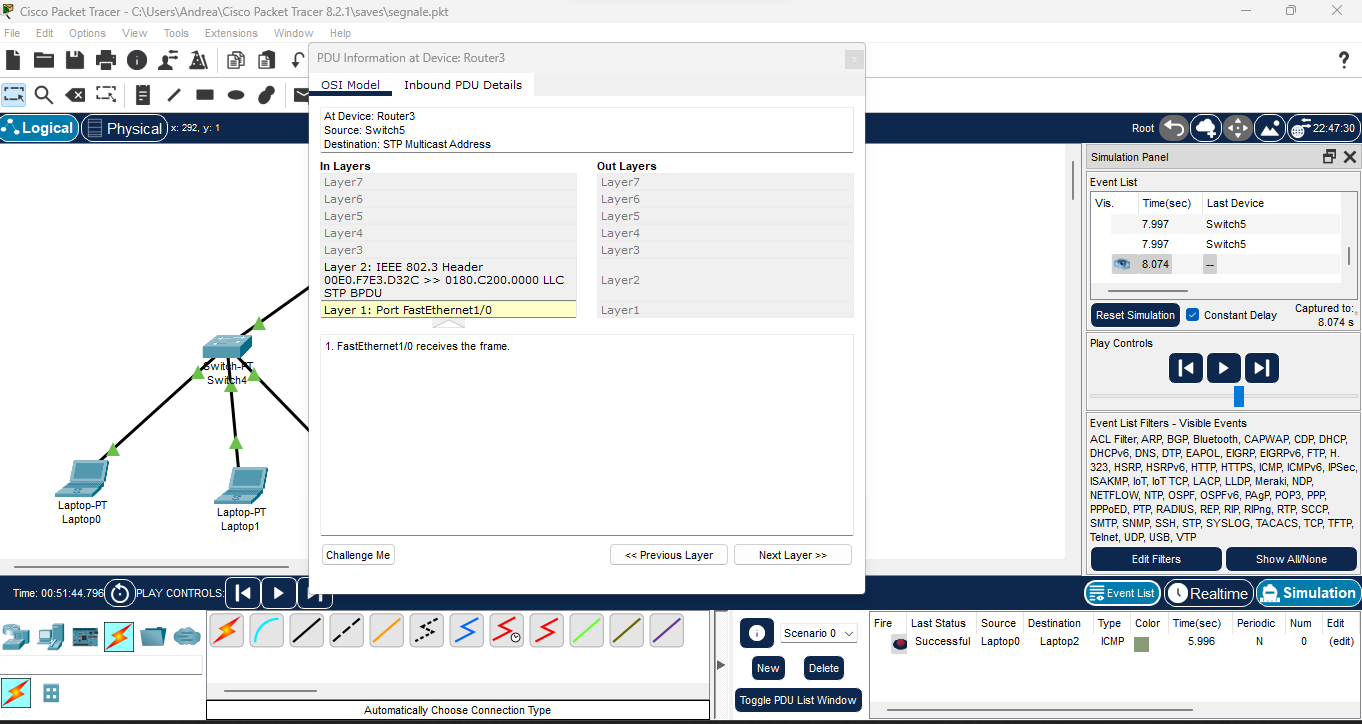 Cisco Packet Tracer - C:\Users\Andrea\Cisco Packet Tracer 8.2.1\saves\segnale.pkt
File Edit Options View Tools Extensions Window Help
PDU Information at Device: Router3
OSI Model Inbound PDU Details
At Device: Router3
Source: Switch5
Destination: STP Multicast Address
In Layers Out Layers
Layer7 Layer7
Layer6 Layer6
Layer5 Layer5
Layer4 Layer4
Layer3 Layer3
Layer 2: IEEE 802.3 Header
00E0.F7E3.D32C >> 0180.C200.0000 LLC
STP BPDU
Layer2
Layer 1: Port FastEthernet1/0 Layer1
1. FastEthernet1/0 receives the frame.
Challenge Me << Previous Layer Next Layer >>
Logical Physical x: 292, y: 1
Root 22:47:30
Switch-PT
Switch4
Laptop-PT
Laptop0
Laptop-PT
Laptop1
Simulation Panel
Event List
Vis. Time(sec) Last Device
7.997 Switch5
7.997 Switch5
8.074 --
Reset Simulation Constant Delay
Captured to:
8.074 s
Play Controls
Event List Filters - Visible Events
ACL Filter, ARP, BGP, Bluetooth, CAPWAP, CDP, DHCP,
DHCPv6, DNS, DTP, EAPOL, EIGRP, EIGRPv6, FTP, H.
323, HSRP, HSRPv6, HTTP, HTTPS, ICMP, ICMPv6, IPSec,
ISAKMP, IoT, IoT TCP, LACP, LLDP, Meraki, NDP,
NETFLOW, NTP, OSPF, OSPFv6, PAgP, POP3, PPP,
PPPoED, PTP, RADIUS, REP, RIP, RIPng, RTP, SCCP,
SMTP, SNMP, SSH, STP, SYSLOG, TACACS, TCP, TFTP,
Telnet, UDP, USB, VTP
Edit Filters Show All/None
Time: 00:51:44.796 PLAY CONTROLS:
Event List Realtime Simulation
Automatically Choose Connection Type
Scenario 0
New Delete
Toggle PDU List Window
Fire Last Status Source Destination Type Color Time(sec) Periodic Num Edit
Successful Laptop0 Laptop2 ICMP 5.996 N 0 (edit)